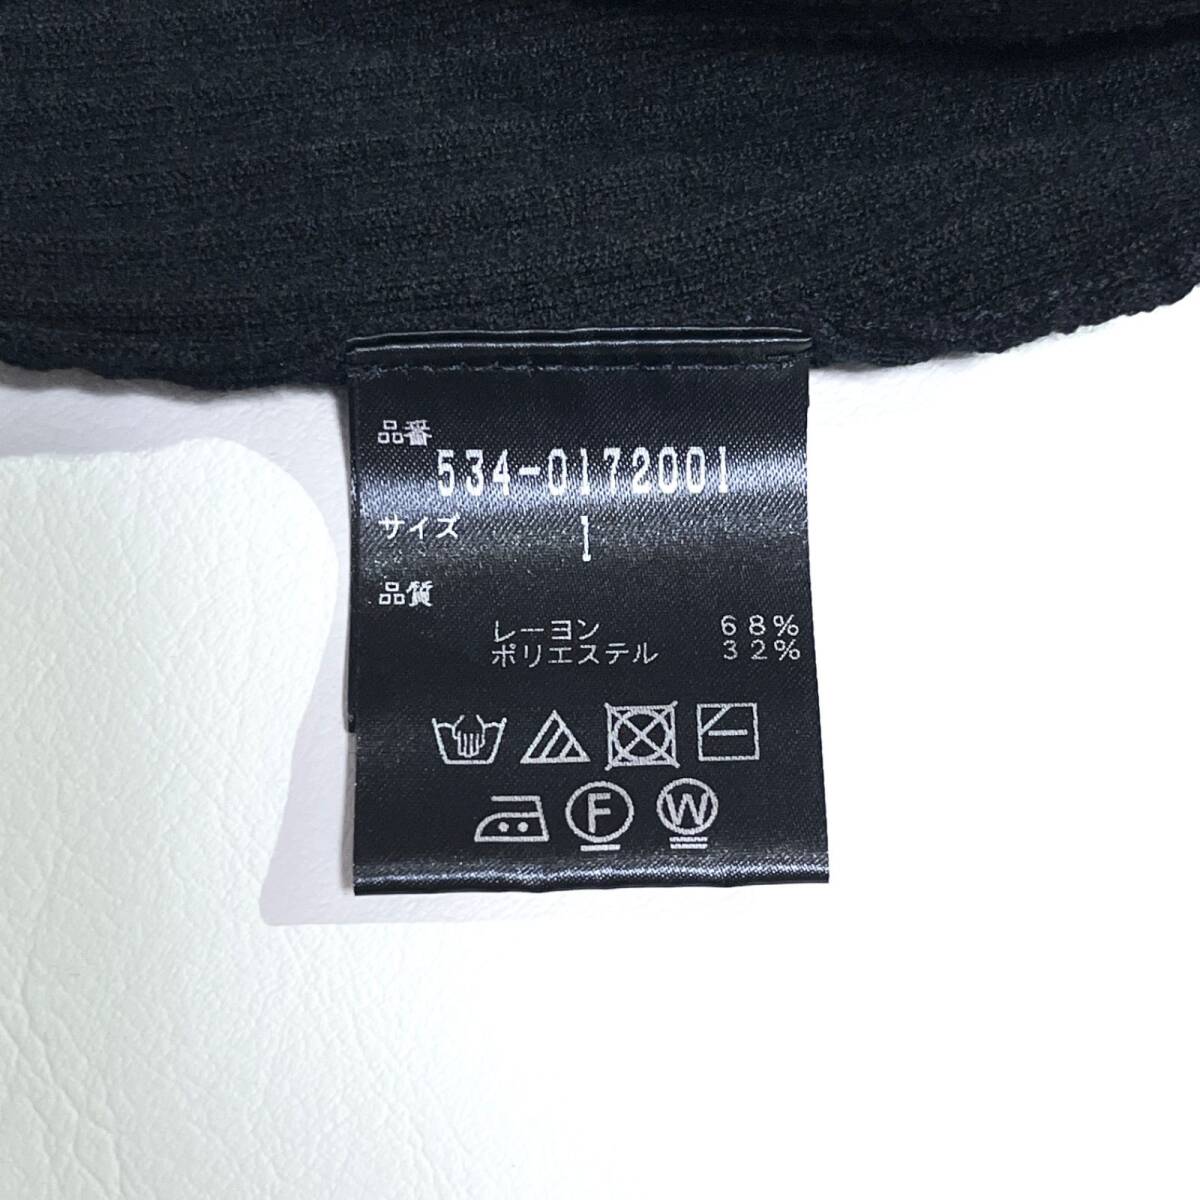 品番
534-0172001
サイズ 1
品質
レーヨン 68%
ポリエステル 32%
F W